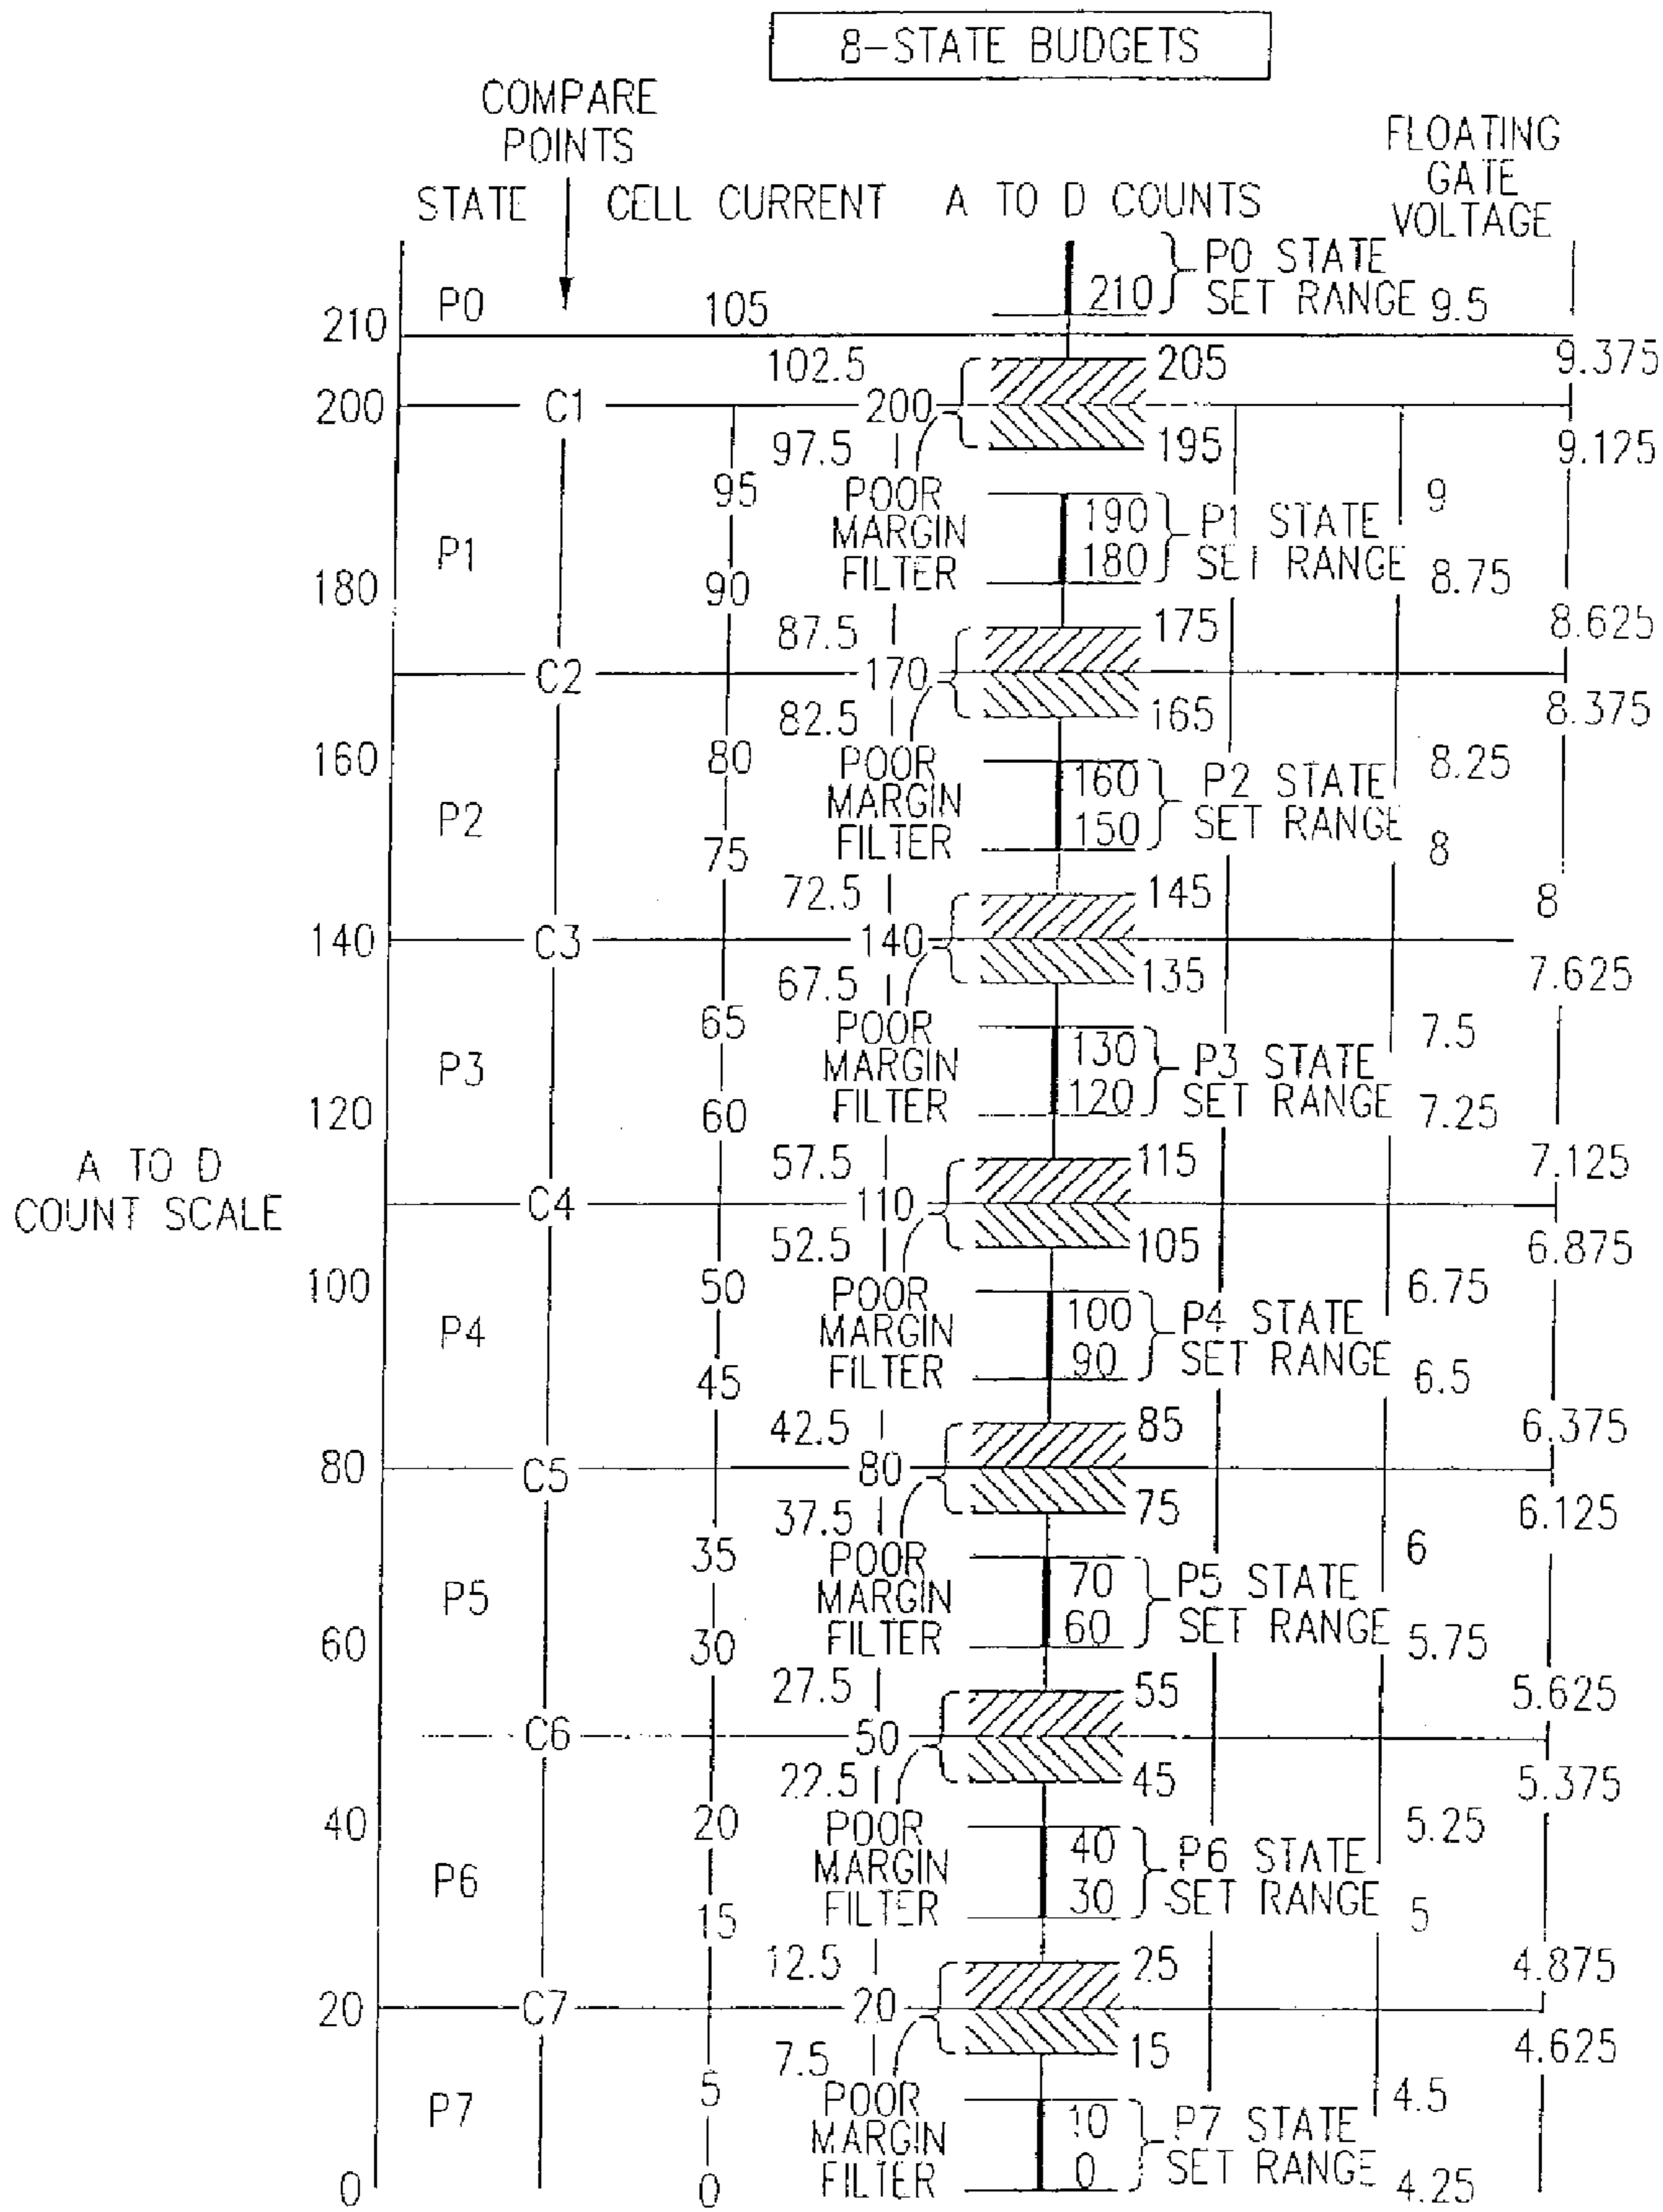 8-STATE BUDGETS
COMPARE
POINTS
STATE CELL CURRENT A TO D COUNTS
FLOATING
GATE
VOLTAGE
P0 STATE
P0 105 210 SET RANGE 9.5
210
102.5 205 9.375
200 C1 200
97.5 195 9.125
95 POOR 190 P1 STATE 9
P1 MARGIN
180 90 FILTER 180 SET RANGE 8.75
87.5 175 8.625
C2 170
82.5 165 8.375
160 80 POOR 160 P2 STATE 8.25
P2 MARGIN
75 FILTER 150 SET RANGE 8
72.5 145 8
140 C3 140
67.5 135 7.625
65 POOR 130 P3 STATE 7.5
P3 MARGIN
120 60 FILTER 120 SET RANGE 7.25
57.5 115 7.125
A TO D
COUNT SCALE
C4 110
52.5 105 6.875
100 50 POOR 100 P4 STATE 6.75
P4 MARGIN
45 FILTER 90 SET RANGE 6.5
42.5 85 6.375
80 C5 80
37.5 75 6.125
35 POOR 70 P5 STATE 6
P5 MARGIN
60 30 FILTER 60 SET RANGE 5.75
27.5 55 5.625
C6 50
22.5 45 5.375
40 20 POOR 40 P6 STATE 5.25
P6 MARGIN
15 FILTER 30 SET RANGE 5
12.5 25 4.875
20 C7 20
7.5 15 4.625
5 POOR 10 P7 STATE 4.5
P7 MARGIN
0 0 FILTER 0 SET RANGE 4.25